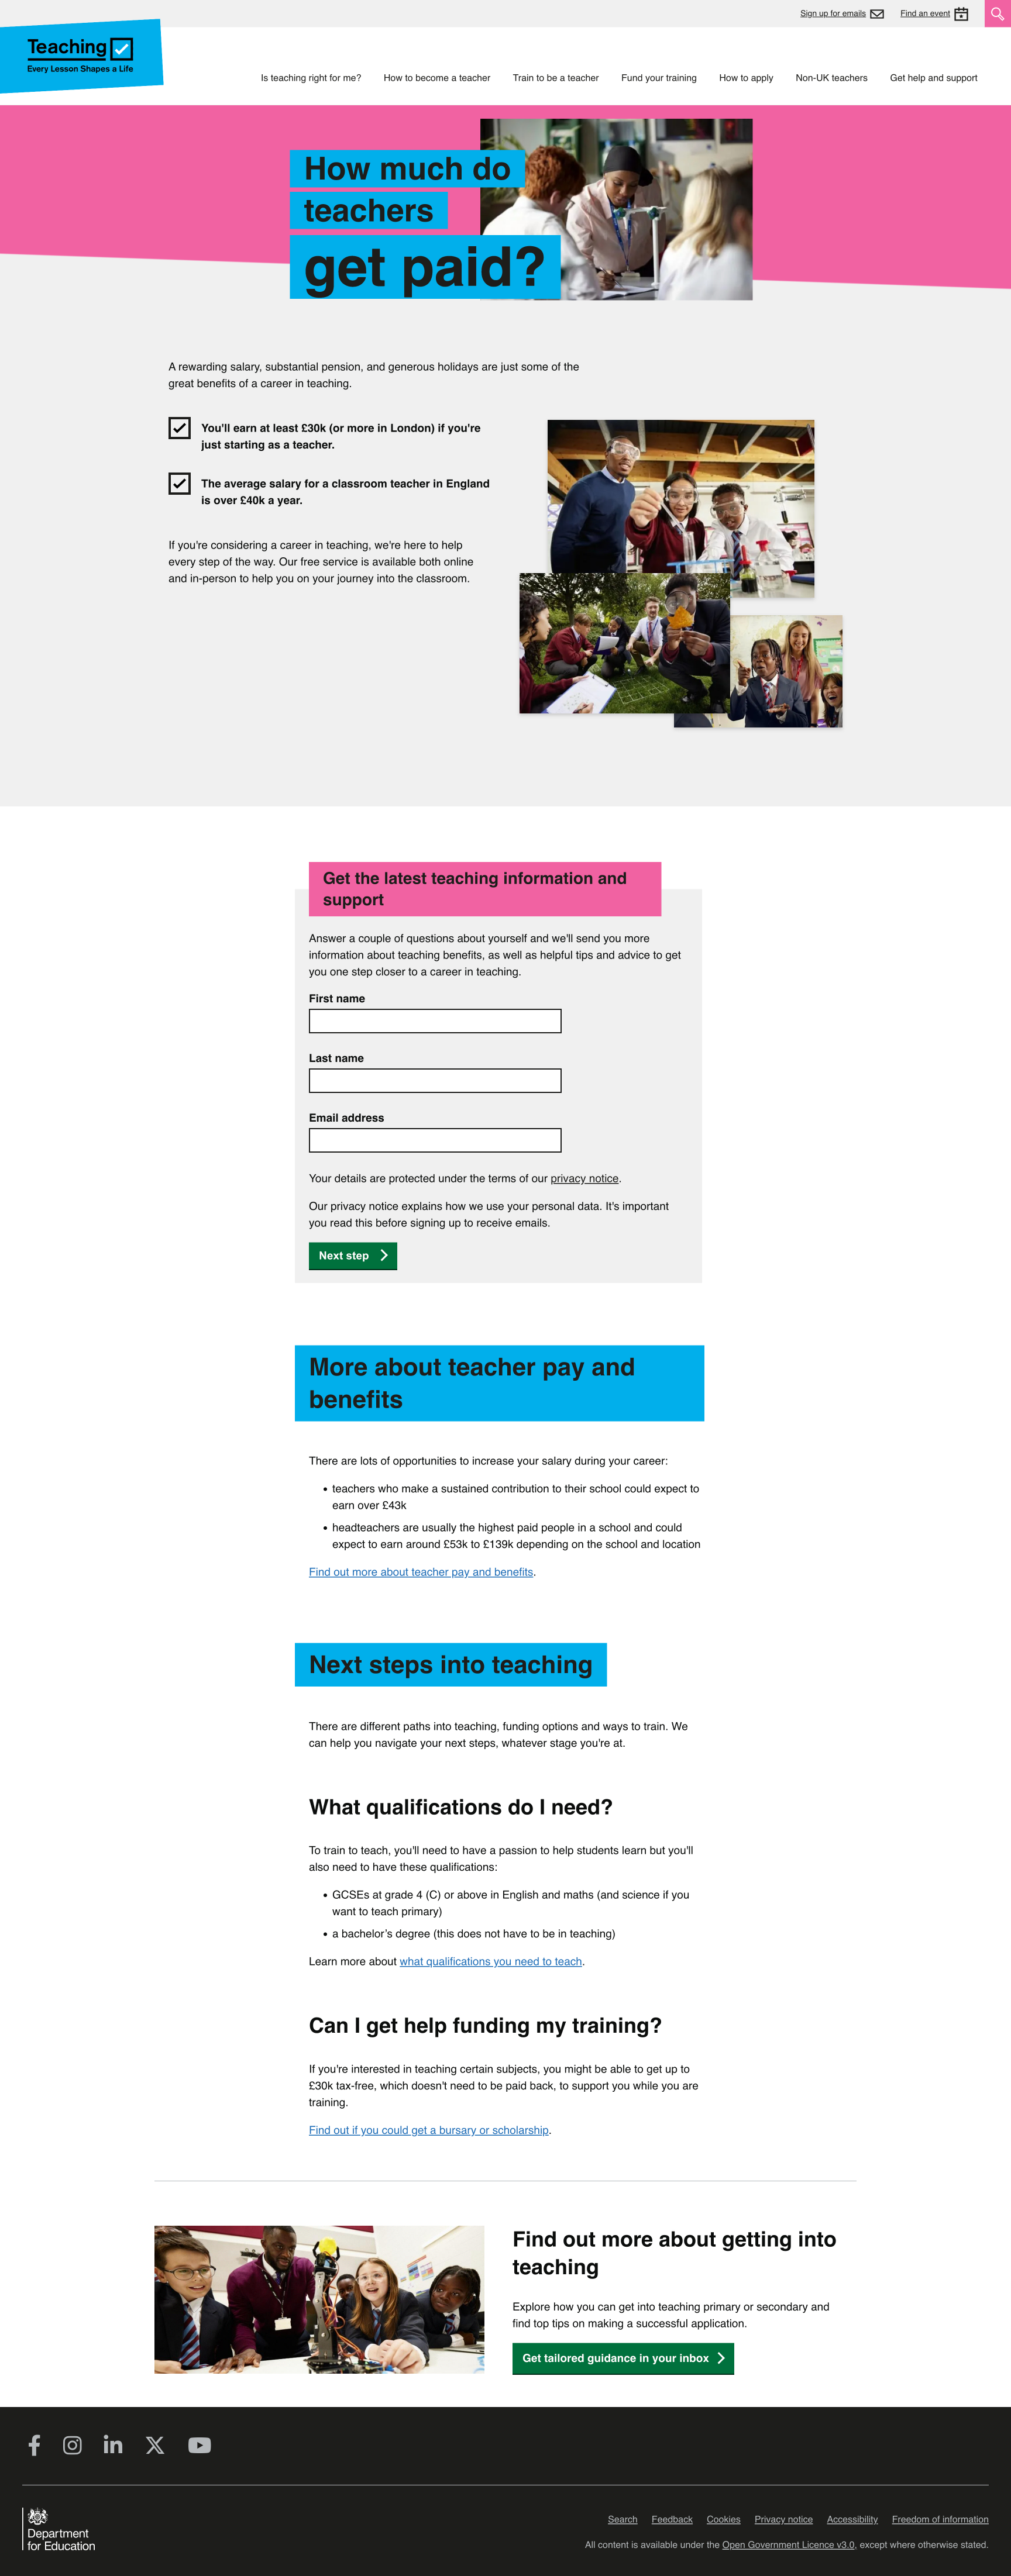 Sign up for emails
Find an event
Teaching
Every Lesson Shapes a Life
Is teaching right for me?
How to become a teacher
Train to be a teacher
Fund your training
How to apply
Non-UK teachers
Get help and support
How much do
teachers
get paid?
A rewarding salary, substantial pension, and generous holidays are just some of the
great benefits of a career in teaching.
You'll earn at least £30k (or more in London) if you're
just starting as a teacher.
The average salary for a classroom teacher in England
is over £40k a year.
If you're considering a career in teaching, we're here to help
every step of the way. Our free service is available both online
and in-person to help you on your journey into the classroom.
Get the latest teaching information and
support
Answer a couple of questions about yourself and we'll send you more
information about teaching benefits, as well as helpful tips and advice to get
you one step closer to a career in teaching.
First name
Last name
Email address
Your details are protected under the terms of our privacy notice.
Our privacy notice explains how we use your personal data. It's important
you read this before signing up to receive emails.
Next step
More about teacher pay and
benefits
There are lots of opportunities to increase your salary during your career:
• teachers who make a sustained contribution to their school could expect to
earn over £43k
• headteachers are usually the highest paid people in a school and could
expect to earn around £53k to £139k depending on the school and location
Find out more about teacher pay and benefits.
Next steps into teaching
There are different paths into teaching, funding options and ways to train. We
can help you navigate your next steps, whatever stage you're at.
What qualifications do I need?
To train to teach, you'll need to have a passion to help students learn but you'll
also need to have these qualifications:
• GCSEs at grade 4 (C) or above in English and maths (and science if you
want to teach primary)
• a bachelor's degree (this does not have to be in teaching)
Learn more about what qualifications you need to teach.
Can I get help funding my training?
If you're interested in teaching certain subjects, you might be able to get up to
£30k tax-free, which doesn't need to be paid back, to support you while you are
training.
Find out if you could get a bursary or scholarship.
Find out more about getting into
teaching
Explore how you can get into teaching primary or secondary and
find top tips on making a successful application.
Get tailored guidance in your inbox
Department
for Education
Search
Feedback
Cookies
Privacy notice
Accessibility
Freedom of information
All content is available under the Open Government Licence v3.0, except where otherwise stated.